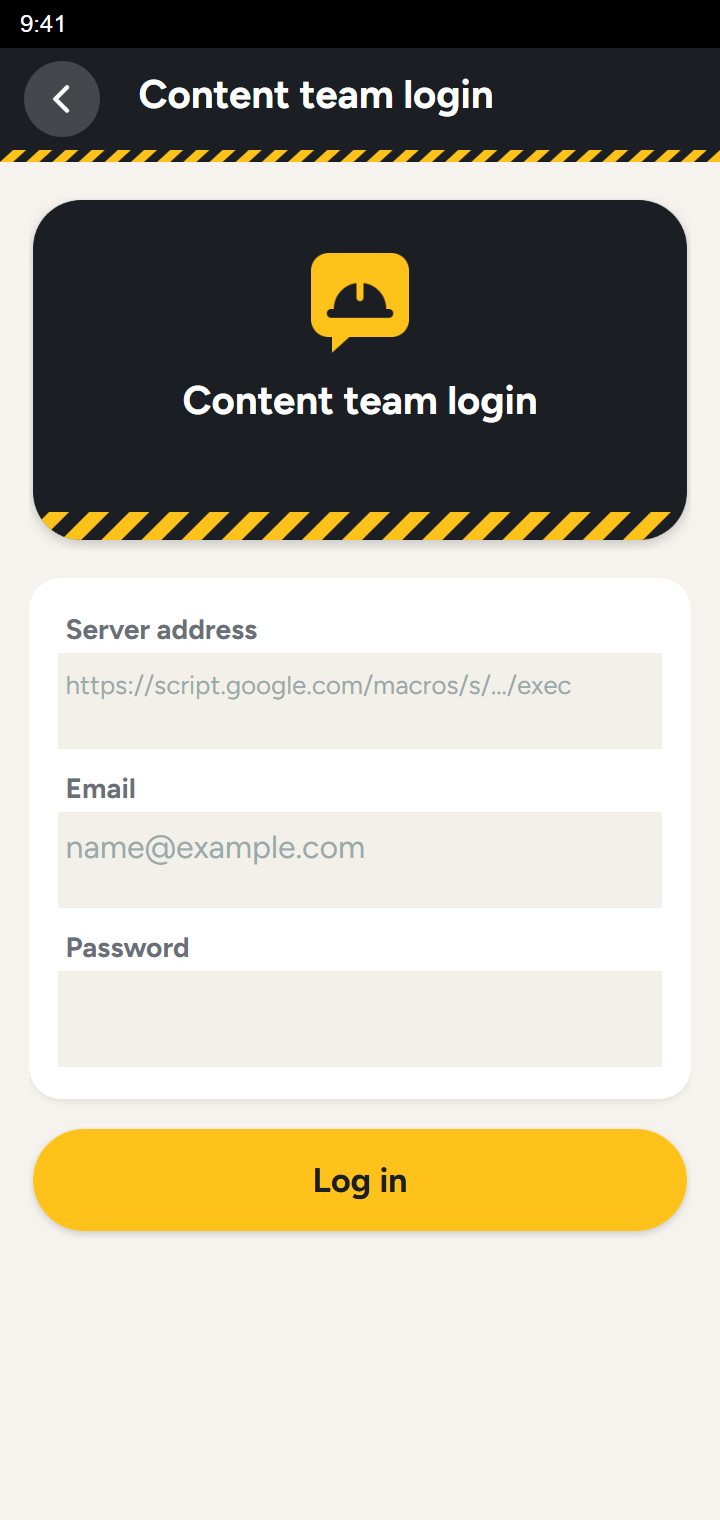 9:41
Content team login
Content team login
Server address
https://script.google.com/macros/s/.../exec
Email
name@example.com
Password
Log in